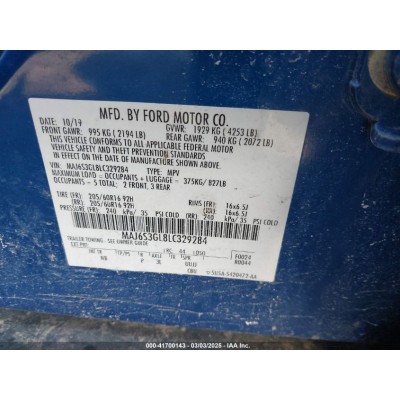 MFD. BY FORD MOTOR CO.
DATE: 10/19 GVWR: 1929 KG ( 4253 LB)
FRONT GAWR: 995 KG ( 2194 LB) REAR GAWR: 940 KG ( 2072 LB)
THIS VEHICLE CONFORMS TO ALL APPLICABLE FEDERAL MOTOR
VEHICLE SAFETY STANDARDS IN EFFECT ON THE DATE
OF MANUFACTURE SHOWN ABOVE.
VIN: MAJ6S3GL8LC329284 TYPE: MPV
MAXIMUM LOAD = OCCUPANTS + LUGGAGE = 375KG/827LB
OCCUPANTS = 5 TOTAL: 2 FRONT, 3 REAR
TIRE (FR) 205/60R16 92H RIMS (FR): 16x6.5J
(RR) 205/60R16 92H (RR): 16x6.5J
(FR) 240 kPa/ 35 PSI COLD (RR) 240 kPa/ 35 PSI COLD
MAJ6S3GL8LC329284
TRAILER TOWING - SEE OWNER GUIDE
F0024
R0044
000-41700143 - 03/03/2025 - IAA Inc.